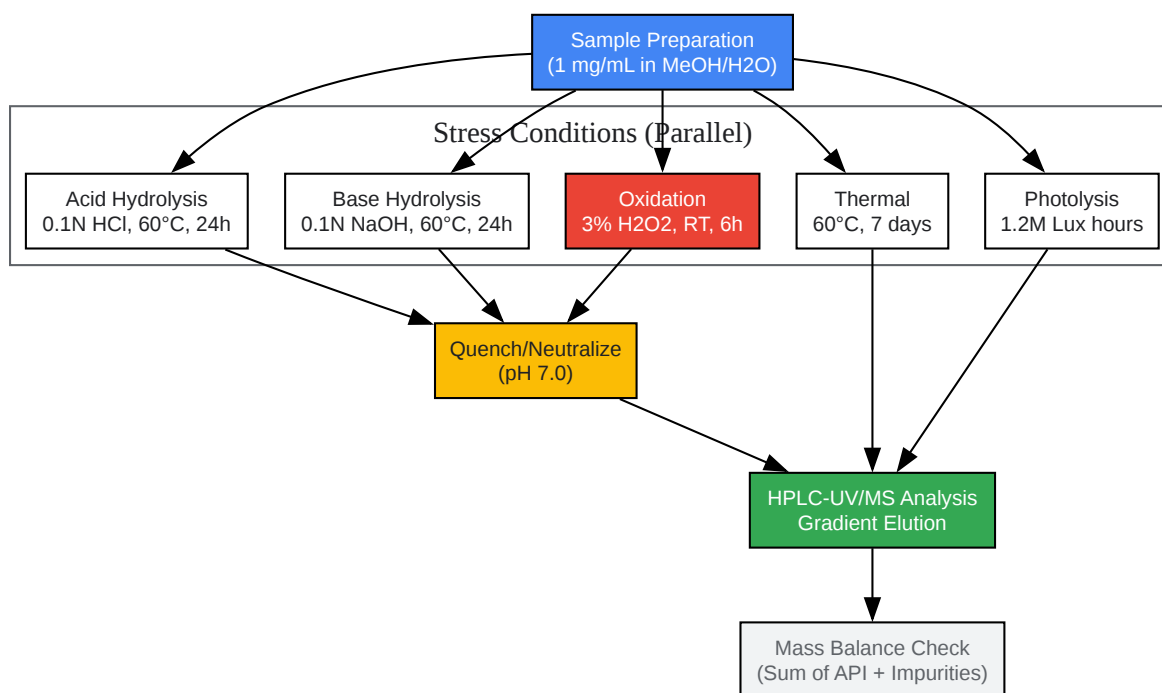 Sample Preparation
(1 mg/mL in MeOH/H2O)
Stress Conditions (Parallel)
Acid Hydrolysis
0.1N HCl, 60°C, 24h
Base Hydrolysis
0.1N NaOH, 60°C, 24h
Oxidation
3% H2O2, RT, 6h
Thermal
60°C, 7 days
Photolysis
1.2M Lux hours
Quench/Neutralize
(pH 7.0)
HPLC-UV/MS Analysis
Gradient Elution
Mass Balance Check
(Sum of API + Impurities)